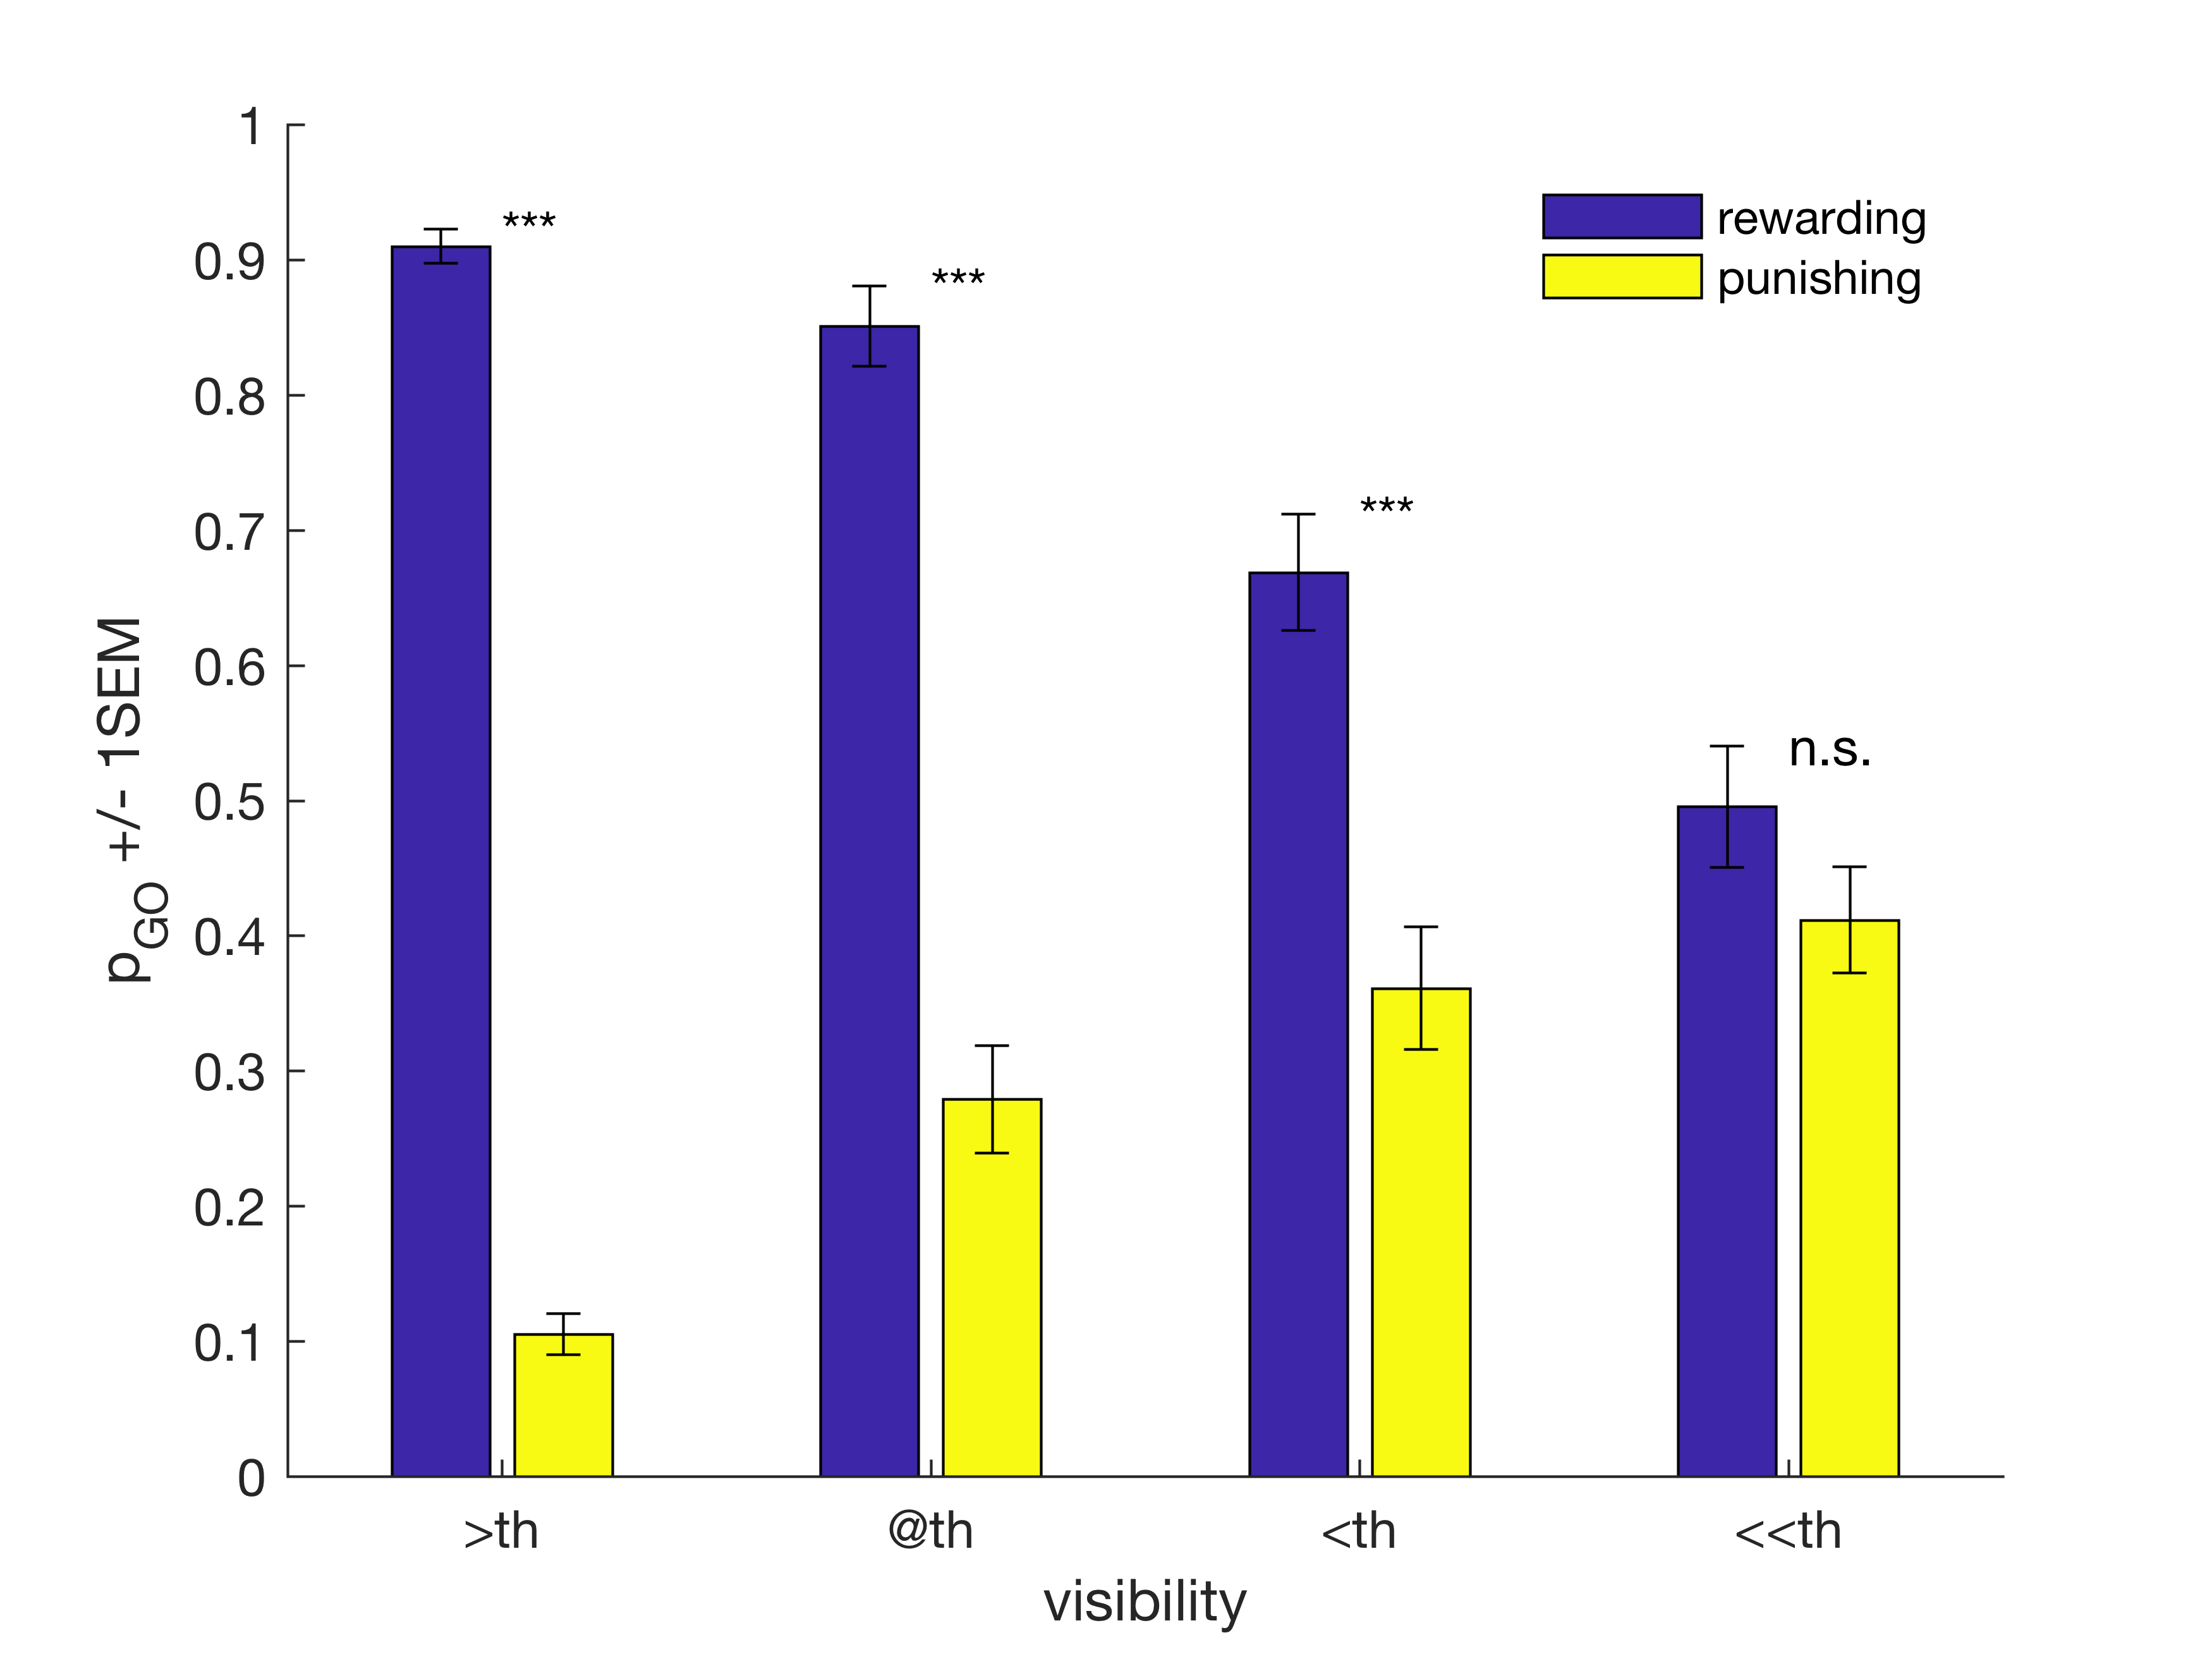 1
0.9
0.8
0.7
0.6
0.5
0.4
0.3
0.2
0.1
0
pGO +/- 1SEM
***
***
***
n.s.
rewarding
punishing
>th
@th
<th
<<th
visibility